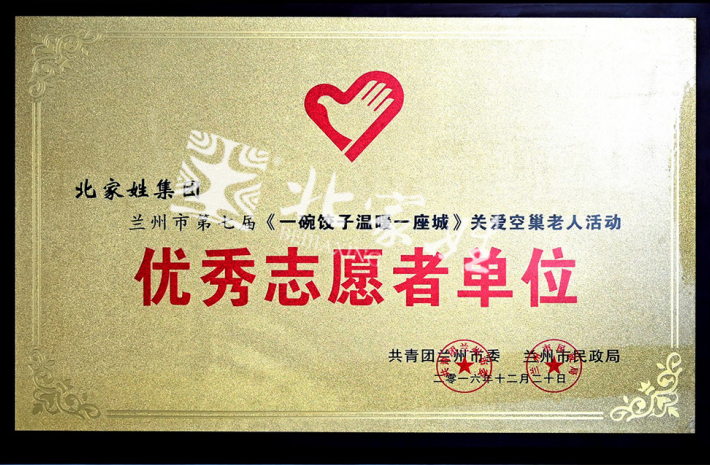 北家姓集团
兰州市第七届《一碗饺子温暖一座城》关爱空巢老人活动
优秀志愿者单位
共青团兰州市委 兰州市民政局
二零一六年十二月二十日
北家姓